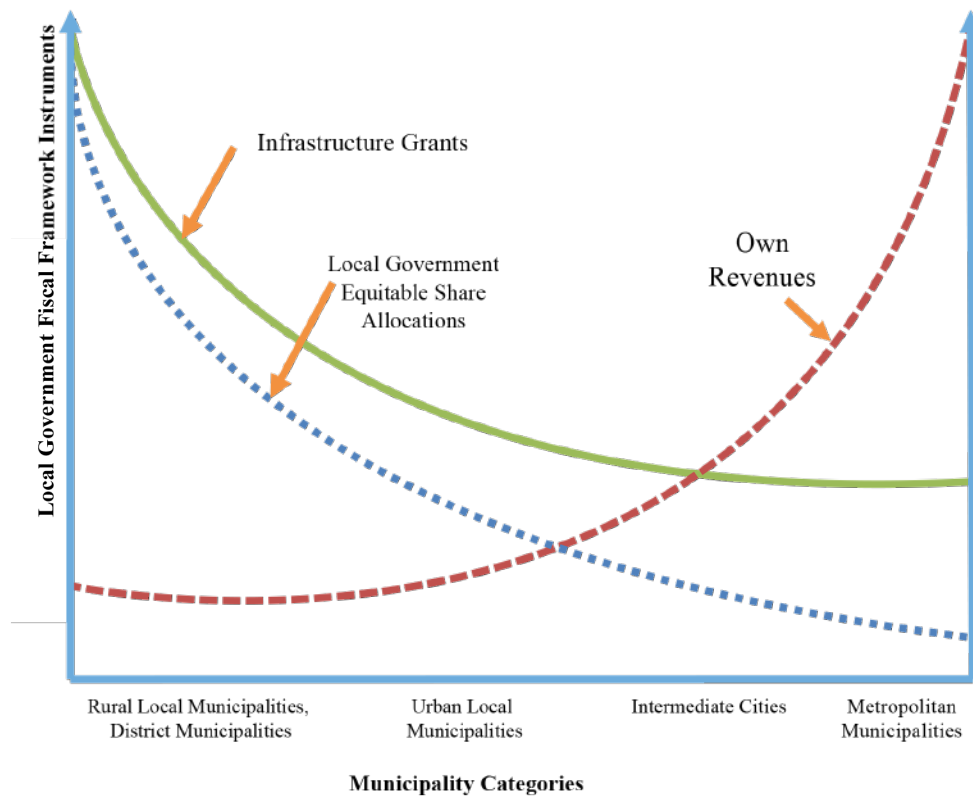 Local Government Fiscal Framework Instruments
Infrastructure Grants
Local Government
Equitable Share
Allocations
Own
Revenues
Rural Local Municipalities,
District Municipalities
Urban Local
Municipalities
Intermediate Cities
Metropolitan
Municipalities
Municipality Categories